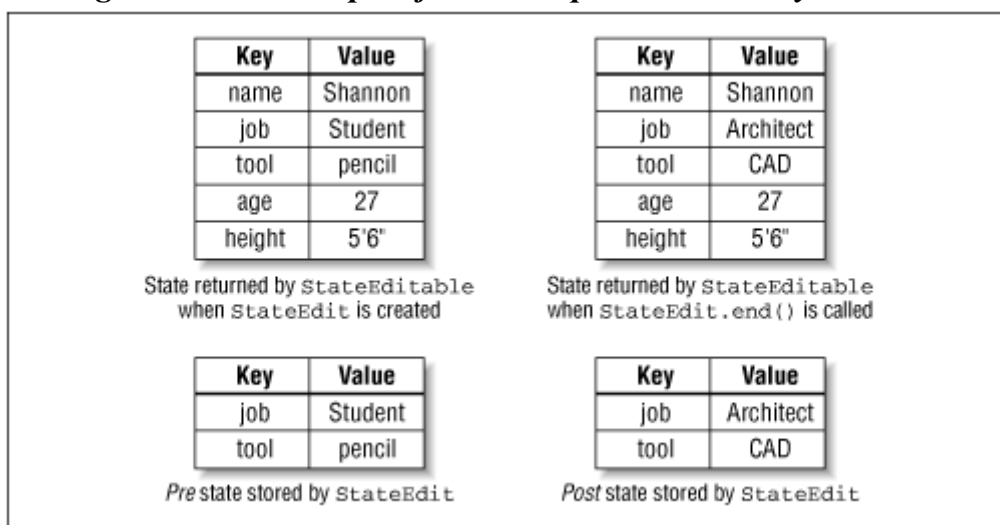 Key Value
name Shannon
job Student
tool pencil
age 27
height 5'6"
State returned by StateEditable
when StateEdit is created
Key Value
name Shannon
job Architect
tool CAD
age 27
height 5'6"
State returned by StateEditable
when StateEdit.end() is called
Key Value
job Student
tool pencil
Pre state stored by StateEdit
Key Value
job Architect
tool CAD
Post state stored by StateEdit